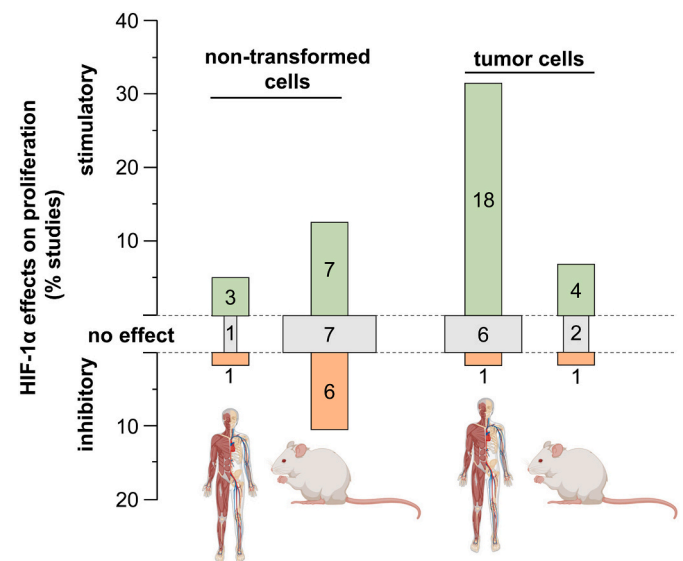 HIF-1α effects on proliferation
(% studies)
stimulatory
no effect
inhibitory
40
30
20
10
10
20
non-transformed
cells
tumor cells
3
7
18
4
1
7
6
2
1
6
1
1